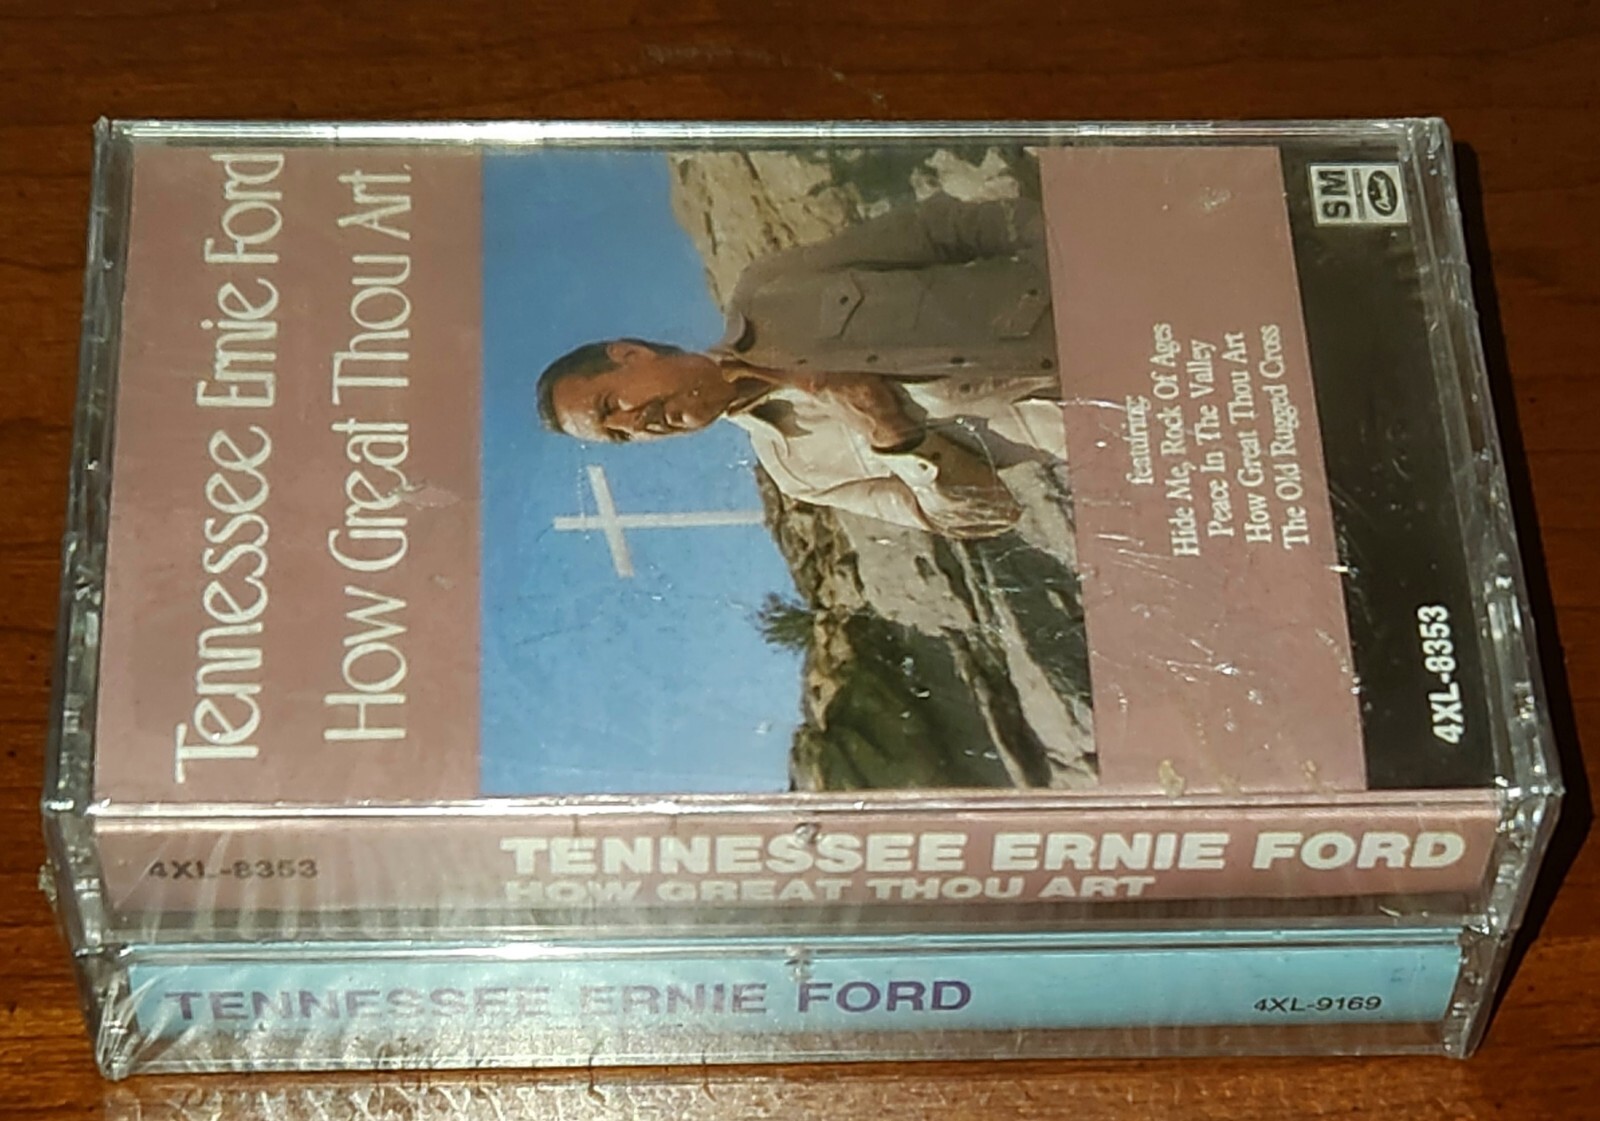 Tennessee Ernie Ford
How Great Thou Art
featuring:
Hide Me, Rock Of Ages
Peace In The Valley
How Great Thou Art
The Old Rugged Cross
SM
Capitol
4XL-8353
4XL-8353
TENNESSEE ERNIE FORD
HOW GREAT THOU ART
TENNESSEE ERNIE FORD
4XL-9169